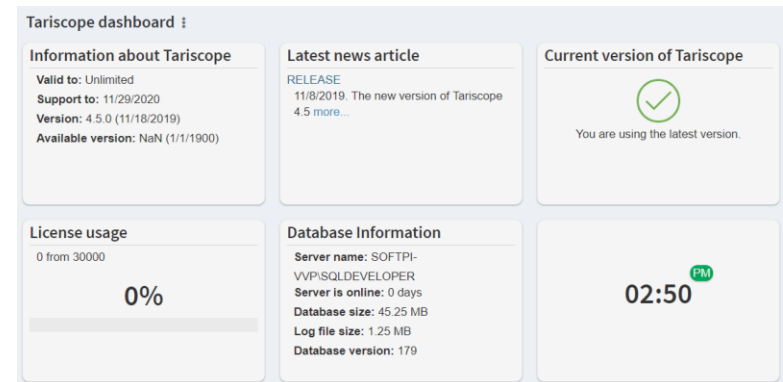 Tariscope dashboard
Information about Tariscope
Valid to: Unlimited
Support to: 11/29/2020
Version: 4.5.0 (11/18/2019)
Available version: NaN (1/1/1900)
Latest news article
RELEASE
11/8/2019. The new version of Tariscope
4.5 more...
Current version of Tariscope
You are using the latest version.
License usage
0 from 30000
0%
Database Information
Server name: SOFTPI-
VVP\SQLDEVELOPER
Server is online: 0 days
Database size: 45.25 MB
Log file size: 1.25 MB
Database version: 179
02:50 PM